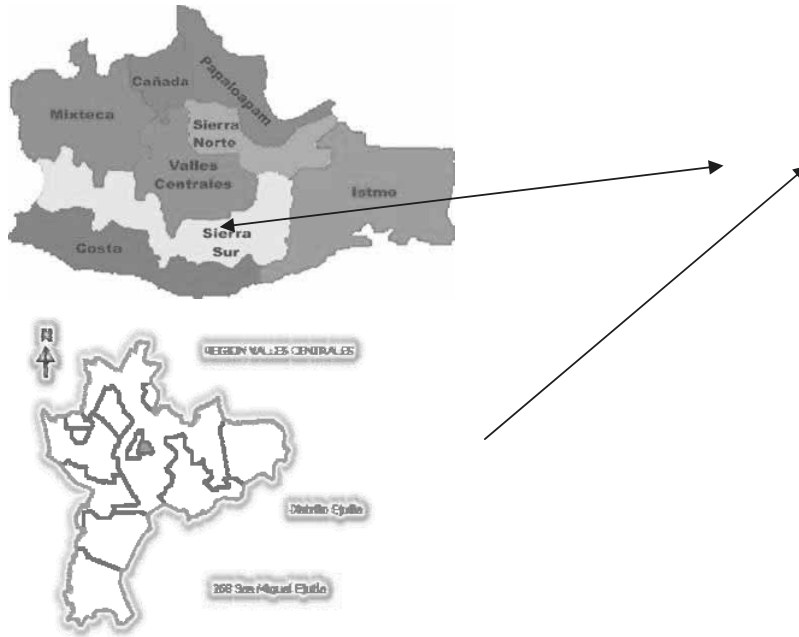 Cañada
Papaloapam
Mixteca
Sierra
Norte
Valles
Centrales
Istmo
Sierra
Sur
Costa
N
REGION VALLES CENTRALES
Distrito Ejutla
268 San Miguel Ejutla